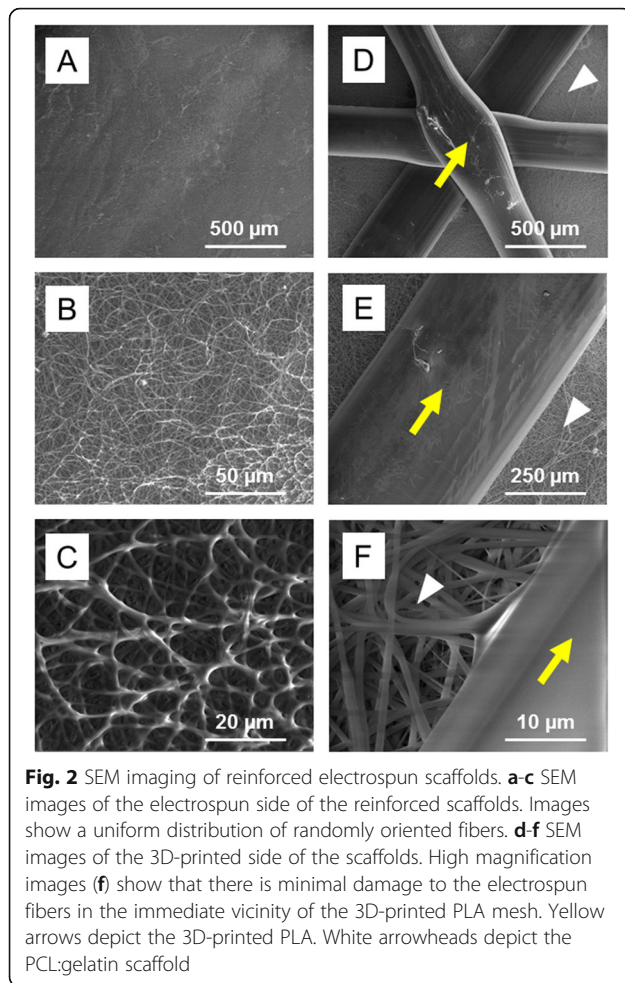 A
500 µm
D
500 µm
B
50 µm
E
250 µm
C
20 µm
F
10 µm
Fig. 2 SEM imaging of reinforced electrospun scaffolds. a-c SEM
images of the electrospun side of the reinforced scaffolds. Images
show a uniform distribution of randomly oriented fibers. d-f SEM
images of the 3D-printed side of the scaffolds. High magnification
images (f) show that there is minimal damage to the electrospun
fibers in the immediate vicinity of the 3D-printed PLA mesh. Yellow
arrows depict the 3D-printed PLA. White arrowheads depict the
PCL:gelatin scaffold